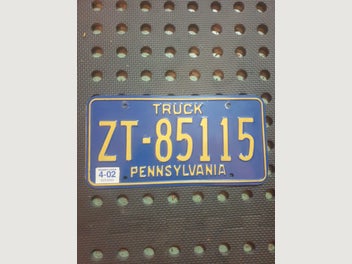 TRUCK
ZT-85115
4-02
PENNSYLVANIA